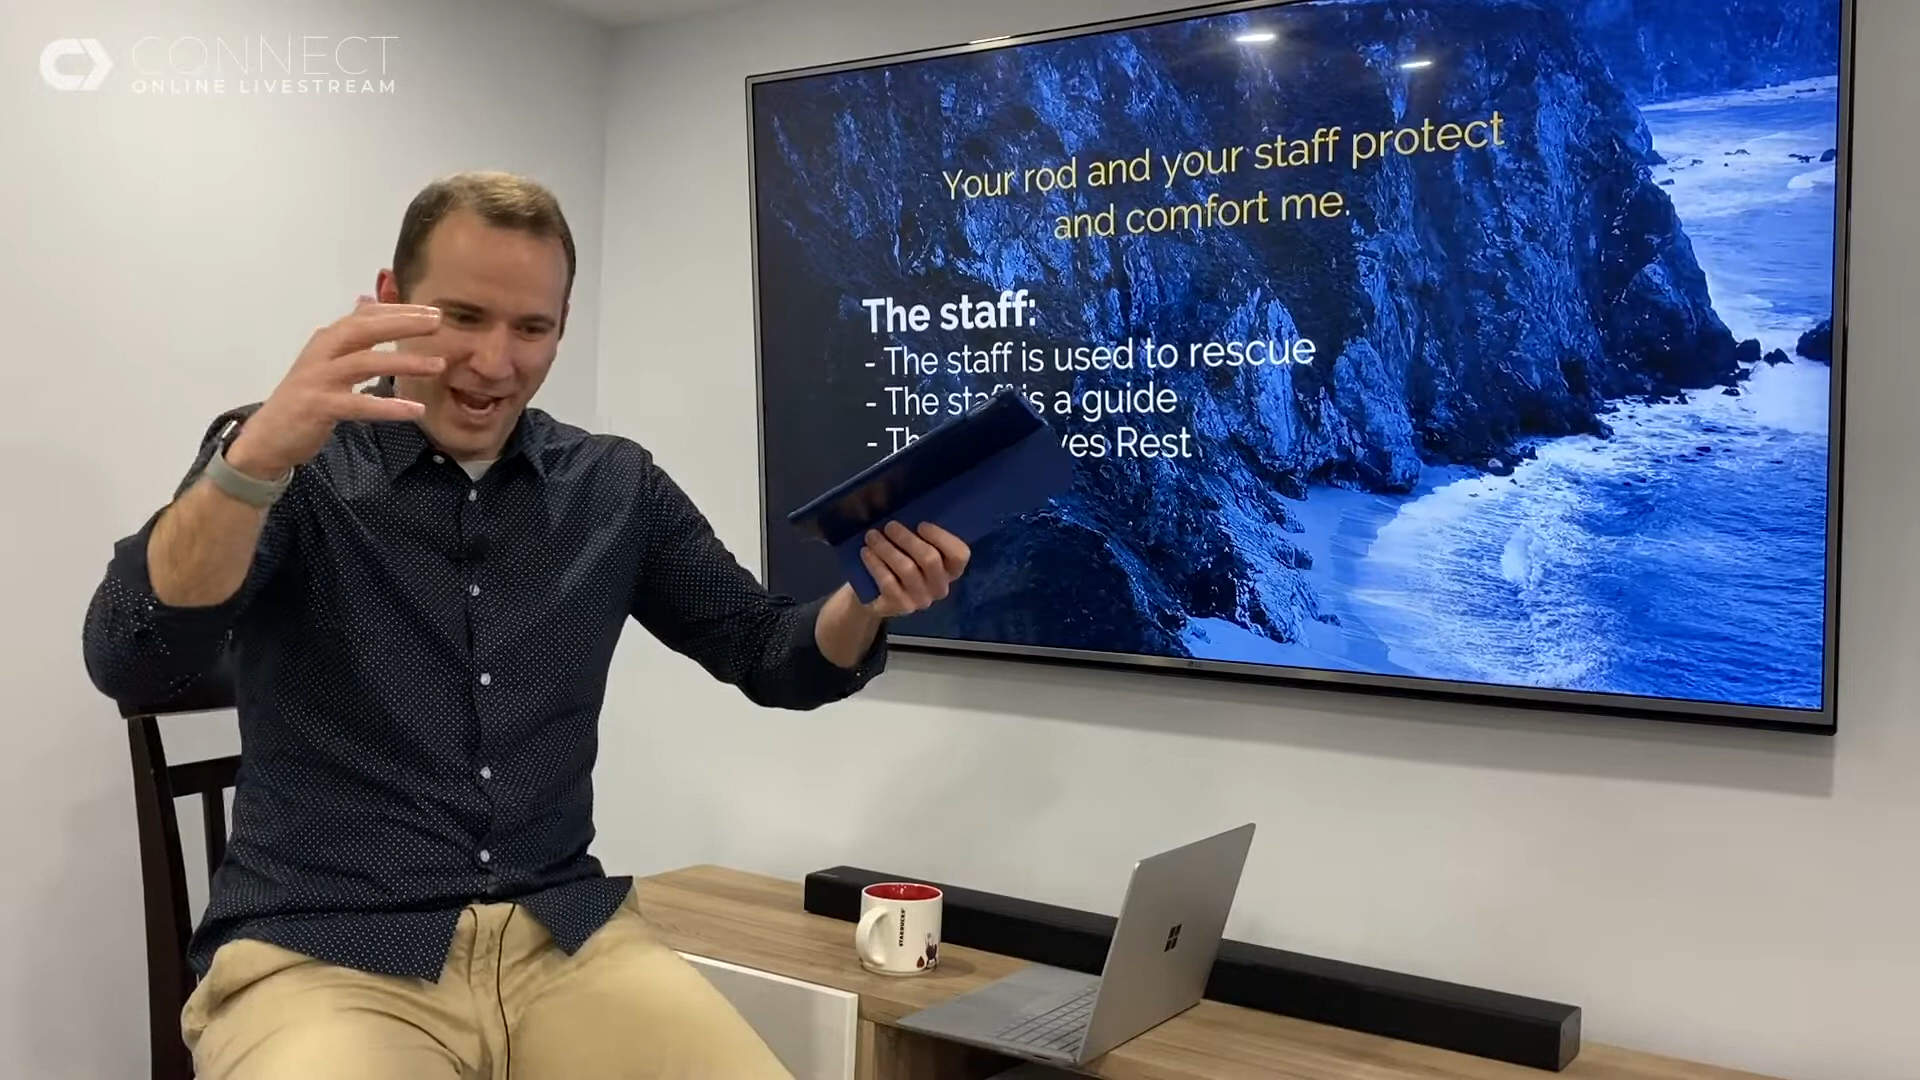 CONNECT
ONLINE LIVESTREAM
Your rod and your staff protect
and comfort me.
The staff:
- The staff is used to rescue
- The is a guide
- Rest
STARBUCKS
LG